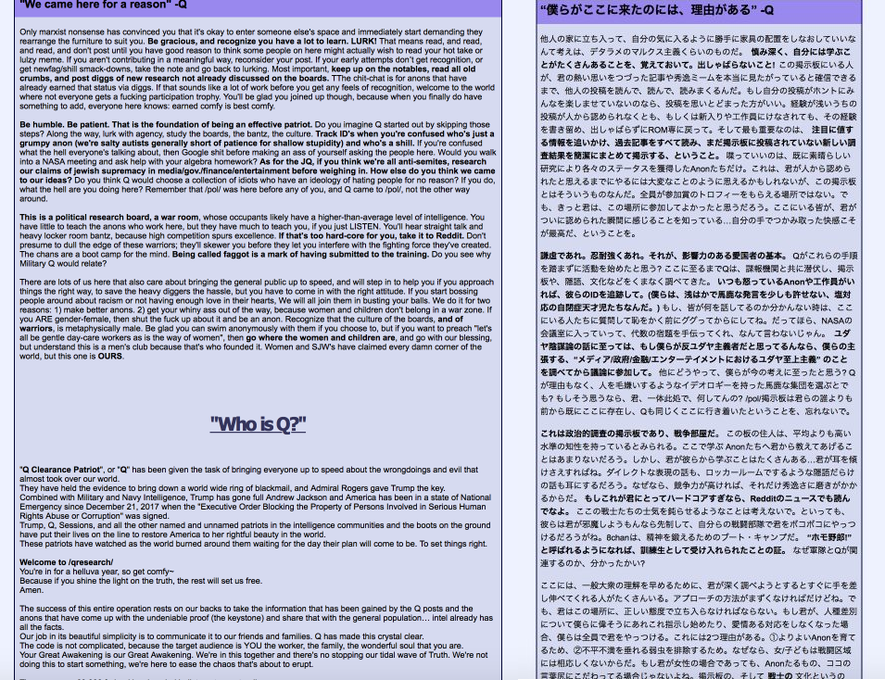 "We came here for a reason" -Q
Only marxist nonsense has convinced you that it's okay to enter someone else's space and immediately start demanding they
rearrange the furniture to suit you. Be gracious, and recognize you have a lot to learn. LURK! That means read, and read,
and read, and don't post until you have good reason to think some people on here might actually wish to read your hot take or
lulzy meme. If you aren't contributing in a meaningful way, reconsider your post. If your early attempts don't get recognition, or
get newfag/shill smack-downs, take the note and go back to lurking. Most important, keep up on the notables, read all old
crumbs, and post diggs of new research not already discussed on the boards. TThe chit-chat is for anons that have
already earned that status via diggs. If that sounds like a lot of work before you get any feels of recognition, welcome to the world
where not everyone gets a fucking participation trophy. You'll be glad you joined up though, because when you finally do have
something to add, everyone here knows: earned comfy is best comfy.
Be humble. Be patient. That is the foundation of being an effective patriot. Do you imagine Q started out by skipping those
steps? Along the way, lurk with agency, study the boards, the bantz, the culture. Track ID's when you're confused who's just a
grumpy anon (we're salty autists generally short of patience for shallow stupidity) and who's a shill. If you're confused
what the hell everyone's talking about, then Google shit before making an ass of yourself asking the people here. Would you walk
into a NASA meeting and ask help with your algebra homework? As for the JQ, if you think we're all anti-semites, research
our claims of jewish supremacy in media/gov./finance/entertainment before weighing in. How else do you think we came
to our ideas? Do you think Q would choose a collection of idiots who have an ideology of hating people for no reason? If you do,
what the hell are you doing here? Remember that /pol/ was here before any of you, and Q came to /pol/, not the other way
around.
This is a political research board, a war room, whose occupants likely have a higher-than-average level of intelligence. You
have little to teach the anons who work here, but they have much to teach you, if you just LISTEN. You'll hear straight talk and
heavy locker room bantz, because high competition spurs excellence. If that's too hard-core for you, take it to Reddit. Don't
presume to dull the edge of these warriors; they'll skewer you before they let you interfere with the fighting force they've created.
The chans are a boot camp for the mind. Being called faggot is a mark of having submitted to the training. Do you see why
Military Q would relate?
There are lots of us here that also care about bringing the general public up to speed, and will step in to help if you approach
things the right way, to save the heavy diggers the hassle, but you have to come in with the right attitude. If you start bossing
people around about racism or not having enough love in their hearts, We will all join them in busting your balls. We do it for two
reasons: 1) make better anons. 2) get your whiny ass out of the way, because women and children don't belong in a war zone. If
you ARE gender-female, then shut the fuck up about it and be an anon. Recognize that the culture of the boards, and of
warriors, is metaphysically male. Be glad you can swim anonymously with them if you choose to, but if you want to preach "let's
all be gentle day-care workers as is the way of women", then go where the women and children are, and go with our blessing,
but understand this is a men's club because that's who founded it. Women and SJW's have claimed every damn corner of the
world, but this one is OURS.
"Who is Q?"
"Q Clearance Patriot", or "Q" has been given the task of bringing everyone up to speed about the wrongdoings and evil that
almost took over our world.
They have held the evidence to bring down a world wide ring of blackmail, and Admiral Rogers gave Trump the key.
Combined with Military and Navy Intelligence, Trump has gone full Andrew Jackson and America has been in a state of National
Emergency since December 21, 2017 when the "Executive Order Blocking the Property of Persons Involved in Serious Human
Rights Abuse or Corruption" was signed.
Trump, Q, Sessions, and all the other named and unnamed patriots in the intelligence communities and the boots on the ground
have put their lives on the line to restore America to her rightful beauty in the world.
These patriots have watched as the world burned around them waiting for the day their plan will come to be. To set things right.
Welcome to /qresearch/
You're in for a helluva year, so get comfy~
Because if you shine the light on the truth, the rest will set us free.
Amen.
The success of this entire operation rests on our backs to take the information that has been gained by the Q posts and the
anons that have come up with the undeniable proof (the keystone) and share that with the general population… intel already has
all the facts.
Our job in its beautiful simplicity is to communicate it to our friends and families. Q has made this crystal clear.
The code is not complicated, because the target audience is YOU the worker, the family, the wonderful soul that you are.
Your Great Awakening is our Great Awakening. We're in this together and there's no stopping our tidal wave of Truth. We're not
doing this to start something, we're here to ease the chaos that's about to erupt.
“僕らがここに来たのには、理由がある” -Q
他人の家に立ち入って、自分の気に入るように勝手に家具の配置をしなおしていいな
んて考えは、デタラメのマルクス主義くらいのものだ。 慎み深く、自分には学ぶこ
とがたくさんあることを、覚えておいて。出しゃばらないこと! この掲示板にいる人
が、君の熱い思いをつづった記事や秀逸ミームを本当に見たがっていると確信できる
まで、他人の投稿を読んで、読んで、読みまくるんだ。もし自分の投稿がホントにみ
んなを楽しませていないのなら、投稿を思いとどまった方がいい。経験が浅いうちの
投稿が人から認められなくとも、もしくは新入りや工作員にけなされても、その経験
を書き留め、出しゃばらずにROM専に戻って。そして最も重要なのは、 注目に値す
る情報を追いかけ、過去記事をすべて読み、まだ掲示板に投稿されていない新しい調
査結果を簡潔にまとめて掲示する、ということ。 喋っていいのは、既に素晴らしい
研究により各々のステータスを獲得したAnonたちだけ。これは、君が人から認めら
れたと思えるまでにやるには大変なことのように思えるかもしれないが、この掲示板
とはそういうものなんだ。全員が参加賞のトロフィーをもらえる場所ではない。で
も、きっと君は、この場所に参加してよかったと思うだろう。ここにいる皆が、君が
ついに認められた瞬間に感じることを知っている…自分の手でつかみ取った快感こそ
が最高だ、ということを。
謙虚であれ。忍耐強くあれ。それが、影響力のある愛国者の基本。 Qがこれらの手順
を踏まずに活動を始めたと思う? ここに至るまでQは、諜報機関と共に潜伏し、掲示
板や、隠語、文化などをくまなく調べてきた。 いつも怒っているAnonや工作員がい
れば、彼らのIDを追跡して。(僕らは、浅はかで馬鹿な発言を少しも許せない、塩対
応の自閉症天才児たちなんだ。) もしか、皆が何を話してるのか分かんない時は、ここ
にいる人たちに質問して恥をかく前にググってからにしてね。だってほら、NASAの
会議室に入っていって、代数の宿題を手伝ってくれ、なんて言わないじゃん。 ユダ
ヤ陰謀論の話に至っては、もし僕らが反ユダヤ主義者だと思ってるんなら、僕らの主
張する、“メディア/政府/金融/エンターテイメントにおけるユダヤ至上主義” のこと
を調べてから議論に参加して。 他にどうやって、僕らが今の考えに至ったと思う? Q
が理由もなく、人を毛嫌いするようなイデオロギーを持った馬鹿な集団を選ぶとで
も? もしそう思うなら、君、一体此処で、何してんの? /pol/掲示板は君らの誰よりも
前から既にここに存在し、Qも同じくここに行き着いたということを、忘れないで。
これは政治的調査の掲示板であり、戦争部屋だ。 この板の住人は、平均よりも高い
水準の知性を持っているとみられる。ここで学ぶ Anonたちへ君から教えてあげるこ
とはあまりないだろう。しかし、君が彼らから学ぶことはたくさんある…君が耳を傾
けさえすればね。ダイレクトな表現の話も、ロッカールームでするような隠語だらけ
の話も耳にするだろう。なぜなら、競争力が高ければ、それだけ秀逸さに磨きがかか
るからだ。 もしこれが君にとってハードコアすぎなら、Redditのニュースでも読ん
でなよ。 ここの戦士たちの士気を鈍らせるようなことは考えないで。といっても、
彼らは君が邪魔しようもんなら先制して、自分らの戦闘部隊で君をボコボコにやっつ
けるだろうがね。8chanは、精神を鍛えるためのブート・キャンプだ。 “ホモ野郎!”
と呼ばれるようになれば、訓練生として受け入れられたことの証。 なぜ軍隊とQが関
連するのか、分かったかい?
ここには、一般大衆の理解を早めるために、君が深く調べようとするとすぐに手を差
し伸べてくれる人がたくさんいる。アプローチの方法がまずくなければだけどね。で
も、君はこの場所に、正しい態度で立ち入らなければならない。もし君が、人種差別
について僕らに偉そうにあれこれ指示し始めたり、愛情ある対応をしなくなった場
合、僕らは全員で君をやっつける。これには2つ理由がある。①よりよいAnonを育て
るため、②不平不満を垂れる弱虫を排除するため。なぜなら、女/子どもは戦闘区域
には相応しくないからだ。もし君が女性の場合であっても、Anonたるもの、ココの
言葉尻にこだわってる場合じゃないよね。掲示板の、そして 戦士の 文化というの